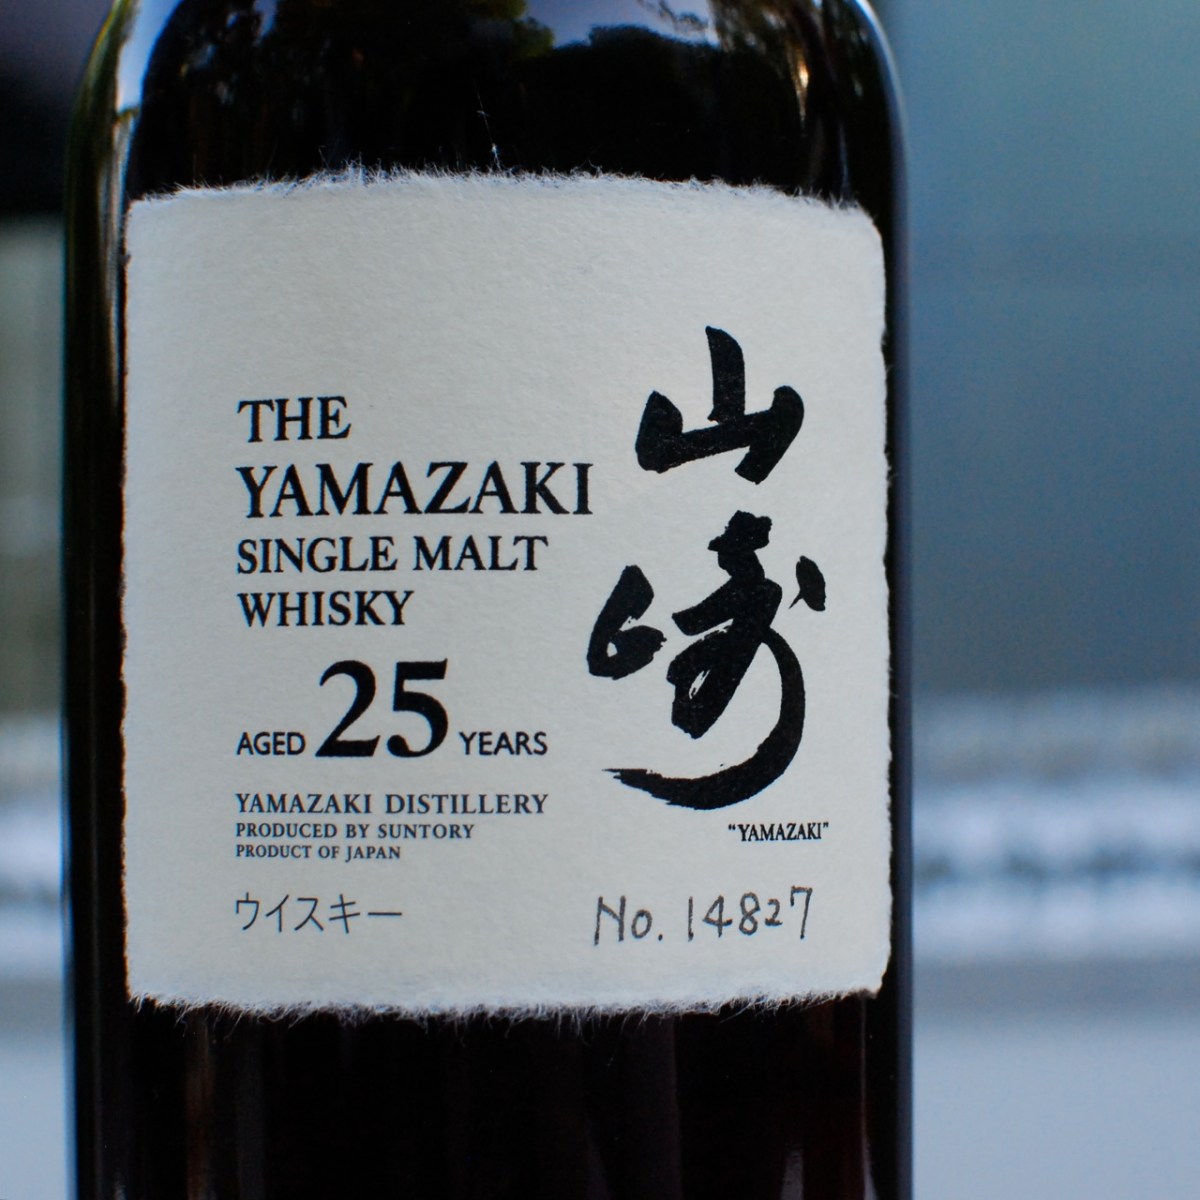 THE
YAMAZAKI
SINGLE MALT
WHISKY
AGED 25 YEARS
YAMAZAKI DISTILLERY
PRODUCED BY SUNTORY
PRODUCT OF JAPAN
ウイスキー
山崎
"YAMAZAKI"
No. 14827